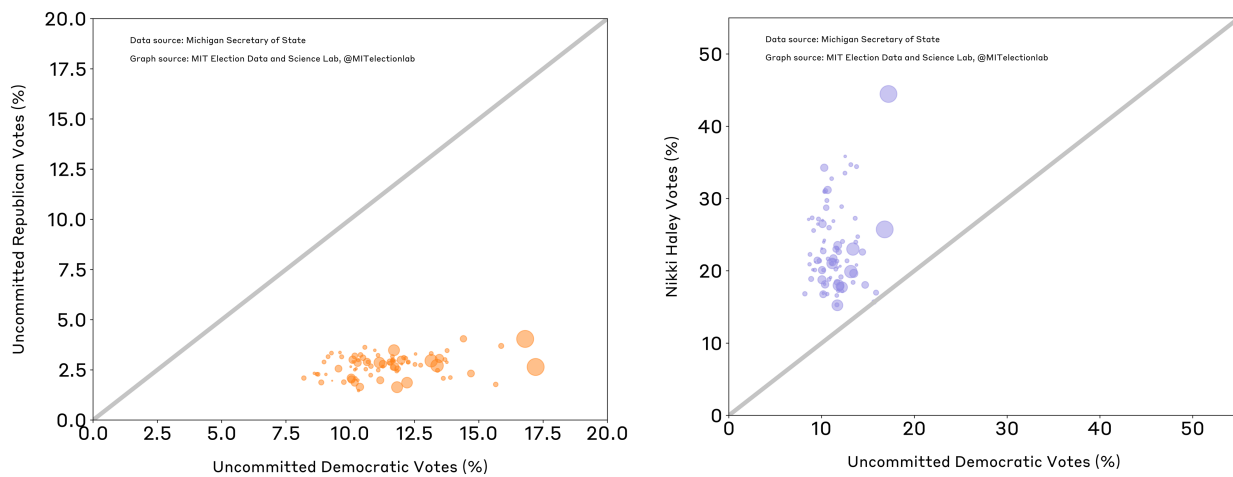 20.0
17.5
15.0
12.5
10.0
7.5
5.0
2.5
0.0
Uncommitted Republican Votes (%)
Data source: Michigan Secretary of State
Graph source: MIT Election Data and Science Lab, @MITelectionlab
0.0 2.5 5.0 7.5 10.0 12.5 15.0 17.5 20.0
Uncommitted Democratic Votes (%)
50
40
30
20
10
0
Nikki Haley Votes (%)
Data source: Michigan Secretary of State
Graph source: MIT Election Data and Science Lab, @MITelectionlab
0 10 20 30 40 50
Uncommitted Democratic Votes (%)